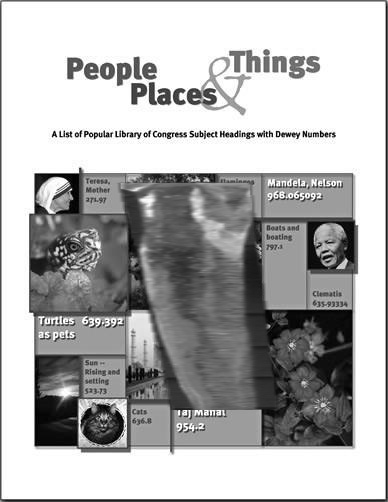 People
Places & Things
A List of Popular Library of Congress Subject Headings with Dewey Numbers
Teresa,
Mother
271.97
Flamingos
Mandela, Nelson
968.065092
Boats and
boating
797.1
Clematis
635.93334
Turtles 639.392
as pets
Sun --
Rising and
setting
523.73
Cats
636.8
Taj Mahal
954.2